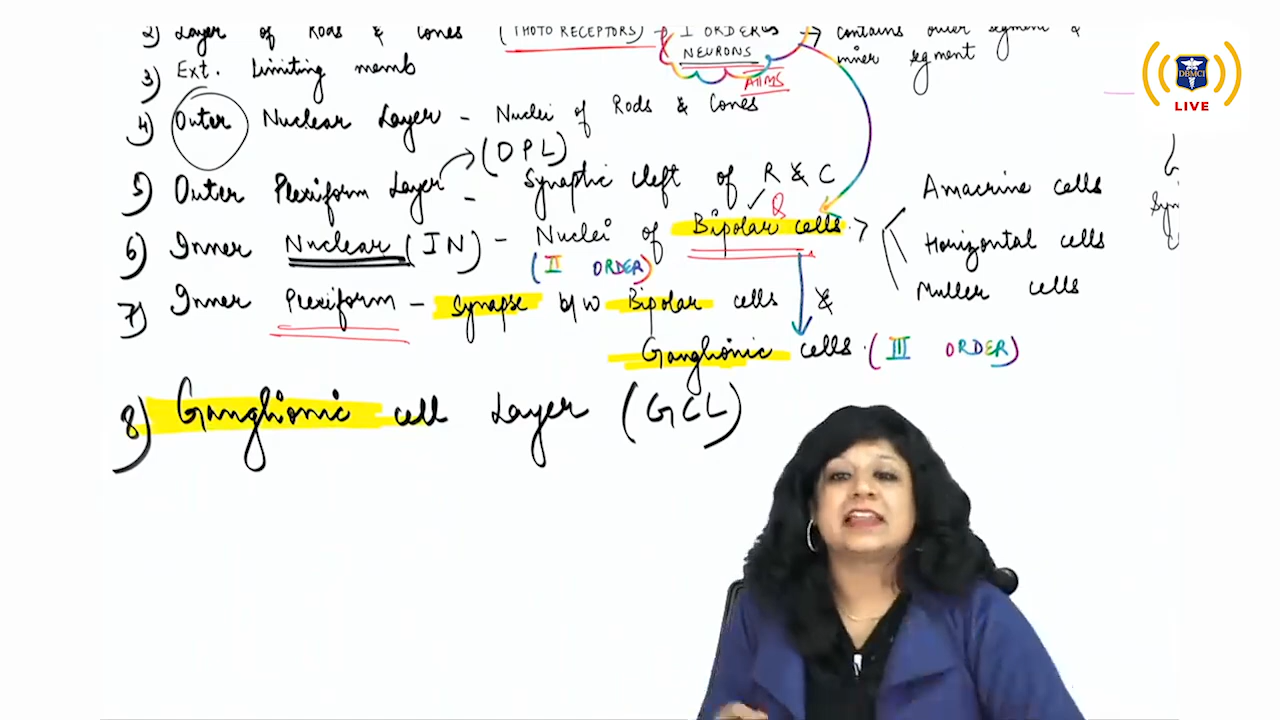 2) Layer of Rods & Cones (PHOTO RECEPTORS) → I ORDER NEURONS → contains outer segment & inner segment
AIIMS
3) Ext. Limiting memb
4) Outer Nuclear Layer - Nuclei of Rods & Cones
(OPL)
5) Outer Plexiform Layer - Synaptic cleft of R & C
6) Inner Nuclear (IN) - Nuclei of Bipolar cells.
(II ORDER)
Amacrine cells
Horizontal cells
Muller cells
7) Inner Plexiform - Synapse b/w Bipolar cells &
Ganglionic cells. (III ORDER)
8) Ganglionic cell Layer (GCL)
DBMCI
LIVE